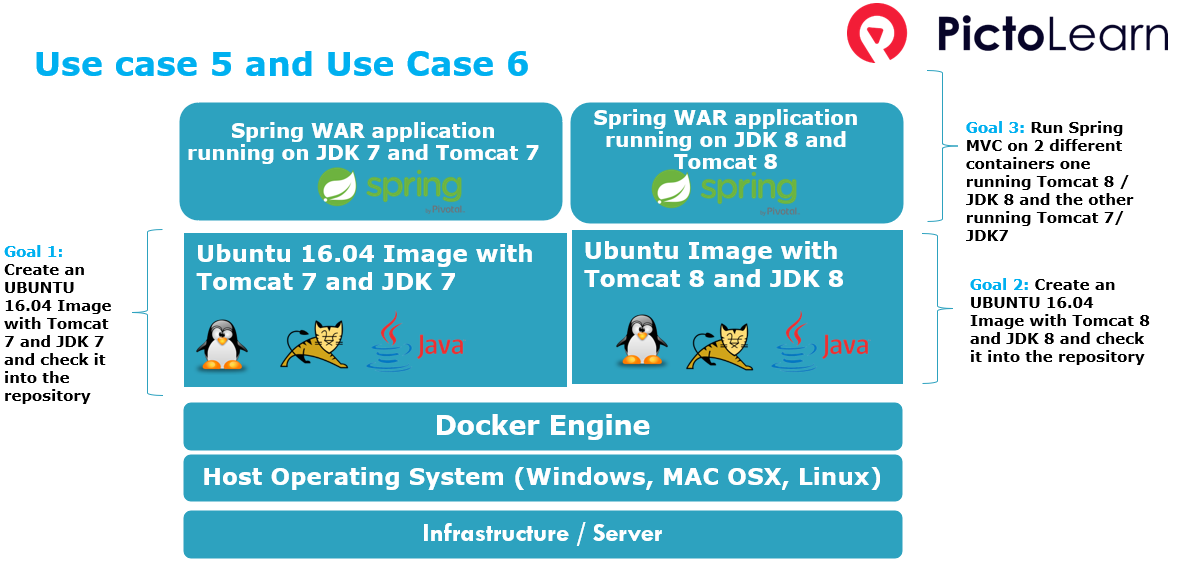 PictoLearn
Use case 5 and Use Case 6
Spring WAR application
running on JDK 7 and Tomcat 7
spring
by Pivotal.
Spring WAR application
running on JDK 8 and
Tomcat 8
spring
by Pivotal.
Goal 3: Run Spring
MVC on 2 different
containers one
running Tomcat 8 /
JDK 8 and the other
running Tomcat 7/
JDK7
Goal 1:
Create an
UBUNTU
16.04 Image
with Tomcat
7 and JDK 7
and check it
into the
repository
Ubuntu 16.04 Image with
Tomcat 7 and JDK 7
Java
Ubuntu Image with
Tomcat 8 and JDK 8
Java
Goal 2: Create an
UBUNTU 16.04
Image with Tomcat 8
and JDK 8 and check
it into the repository
Docker Engine
Host Operating System (Windows, MAC OSX, Linux)
Infrastructure / Server